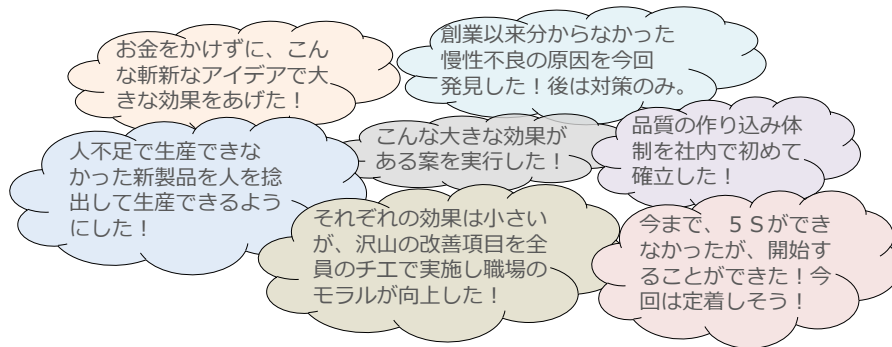 お金をかけずに、こん
な斬新なアイデアで大
きな効果をあげた！
創業以来分からなかった
慢性不良の原因を今回
発見した！後は対策のみ。
人不足で生産できな
かった新製品を人を捻
出して生産できるよう
にした！
こんな大きな効果が
ある案を実行した！
品質の作り込み体
制を社内で初めて
確立した！
それぞれの効果は小さい
が、沢山の改善項目を全
員のチエで実施し職場の
モラルが向上した！
今まで、５Ｓができ
なかったが、開始す
ることができた！今
回は定着しそう！